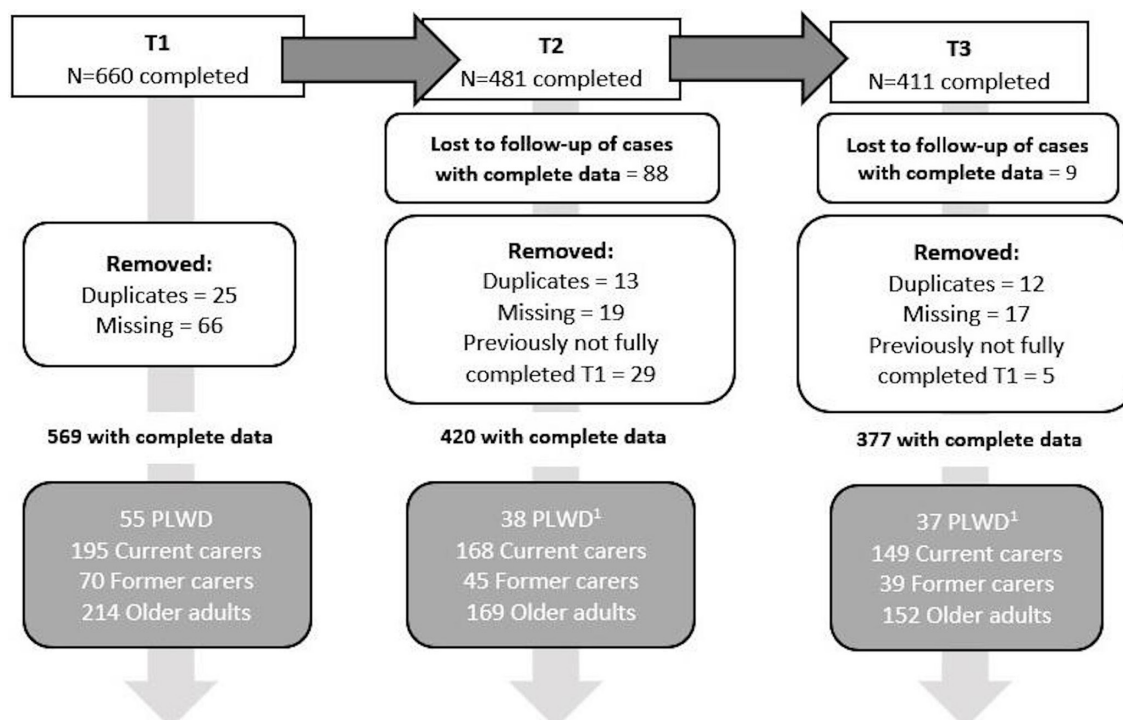 T1
N=660 completed
T2
N=481 completed
T3
N=411 completed
Lost to follow-up of cases
with complete data = 88
Lost to follow-up of cases
with complete data = 9
Removed:
Duplicates = 25
Missing = 66
Removed:
Duplicates = 13
Missing = 19
Previously not fully
completed T1 = 29
Removed:
Duplicates = 12
Missing = 17
Previously not fully
completed T1 = 5
569 with complete data
420 with complete data
377 with complete data
55 PLWD
195 Current carers
70 Former carers
214 Older adults
38 PLWD¹
168 Current carers
45 Former carers
169 Older adults
37 PLWD¹
149 Current carers
39 Former carers
152 Older adults